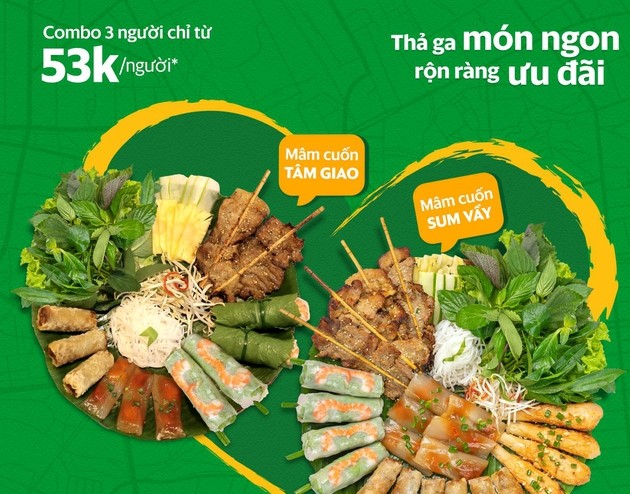 Combo 3 người chỉ từ
53k/người*
Thả ga món ngon
rộn ràng ưu đãi
Mâm cuốn
TÂM GIAO
Mâm cuốn
SUM VẦY